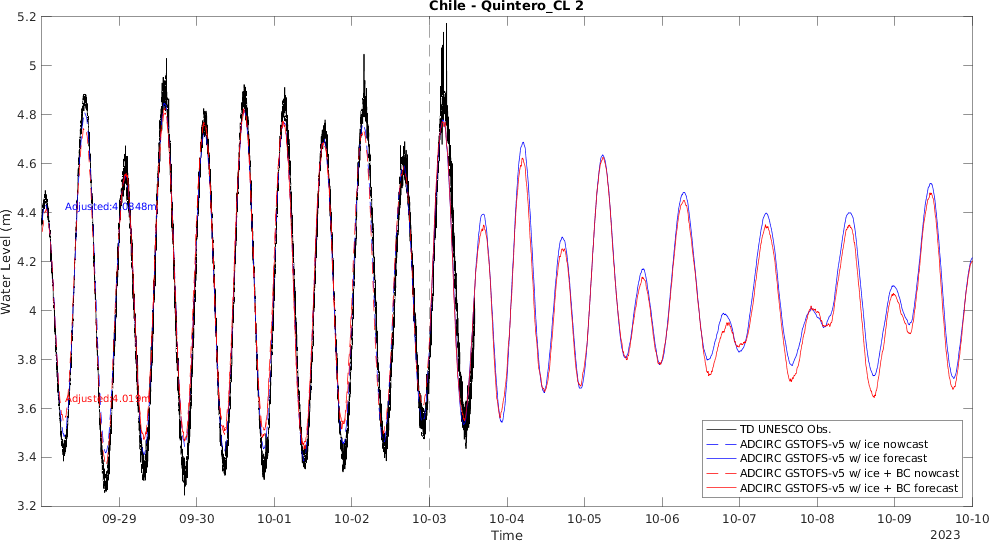 Chile - Quintero_CL 2
5.2
5
4.8
4.6
4.4
4.2
4
3.8
3.6
3.4
3.2
Water Level (m)
Adjusted:4.0348m
Adjusted:4.019m
TD UNESCO Obs.
ADCIRC GSTOFS-v5 w/ ice nowcast
ADCIRC GSTOFS-v5 w/ ice forecast
ADCIRC GSTOFS-v5 w/ ice + BC nowcast
ADCIRC GSTOFS-v5 w/ ice + BC forecast
09-29 09-30 10-01 10-02 10-03 10-04 10-05 10-06 10-07 10-08 10-09 10-10
Time
2023